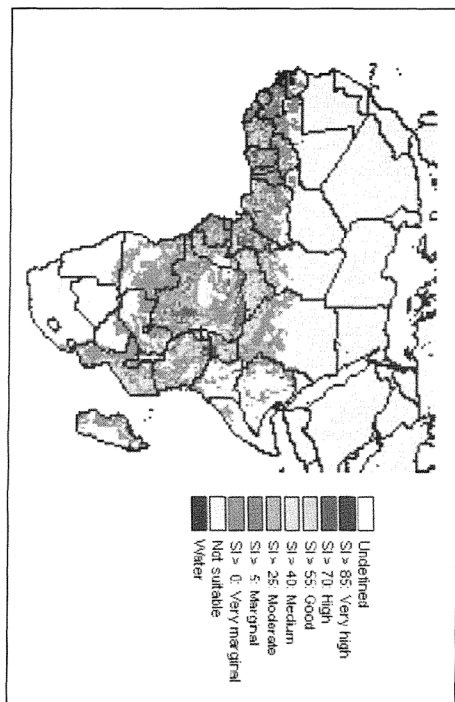 Undefined
SI > 85: Very high
SI > 70: High
SI > 55: Good
SI > 40: Medium
SI > 25: Moderate
SI > 5: Marginal
SI > 0: Very marginal
Not suitable
Water